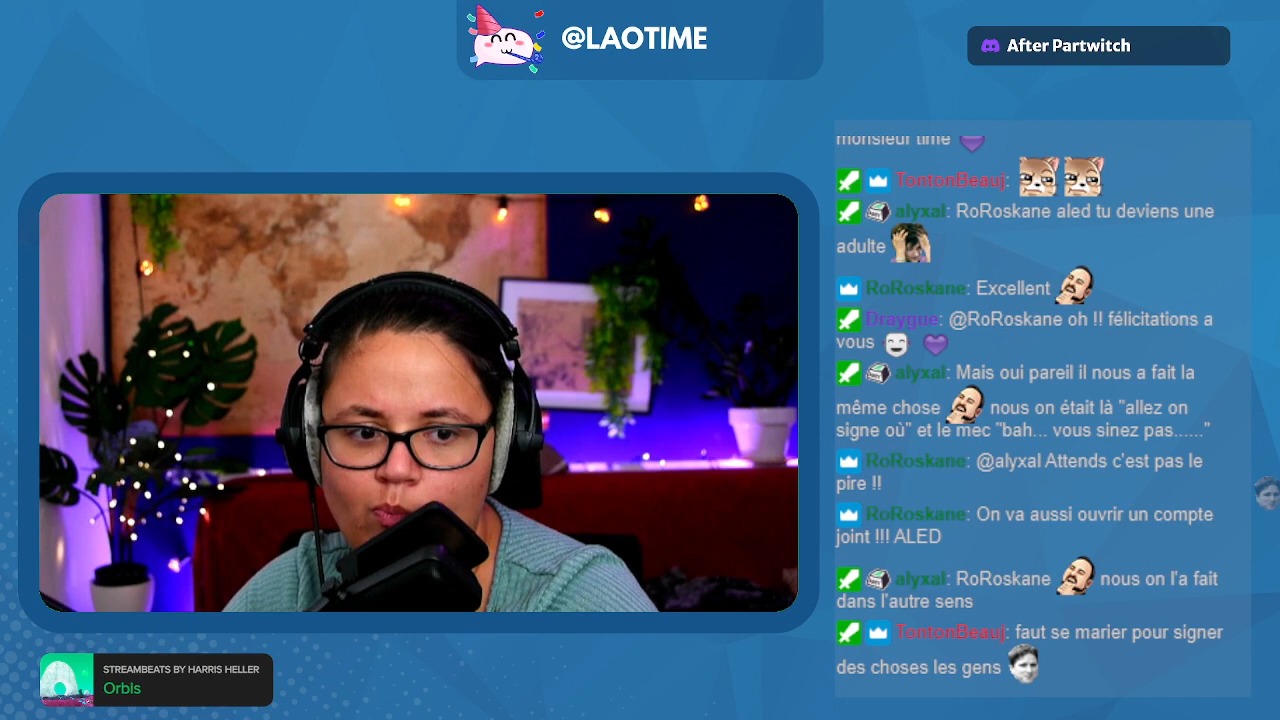 @LAOTIME
After Partwitch
monsieur time
TontonBeauj:
alyxal: RoRoskane aled tu deviens une
adulte
RoRoskane: Excellent
Draygue: @RoRoskane oh !! félicitations a
vous
alyxal: Mais oui pareil il nous a fait la
même chose nous on était là "allez on
signe où" et le mec "bah... vous sinez pas......"
RoRoskane: @alyxal Attends c'est pas le
pire !!
RoRoskane: On va aussi ouvrir un compte
joint !!! ALED
alyxal: RoRoskane nous on l'a fait
dans l'autre sens
TontonBeauj: faut se marier pour signer
des choses les gens
STREAMBEATS BY HARRIS HELLER
Orbis